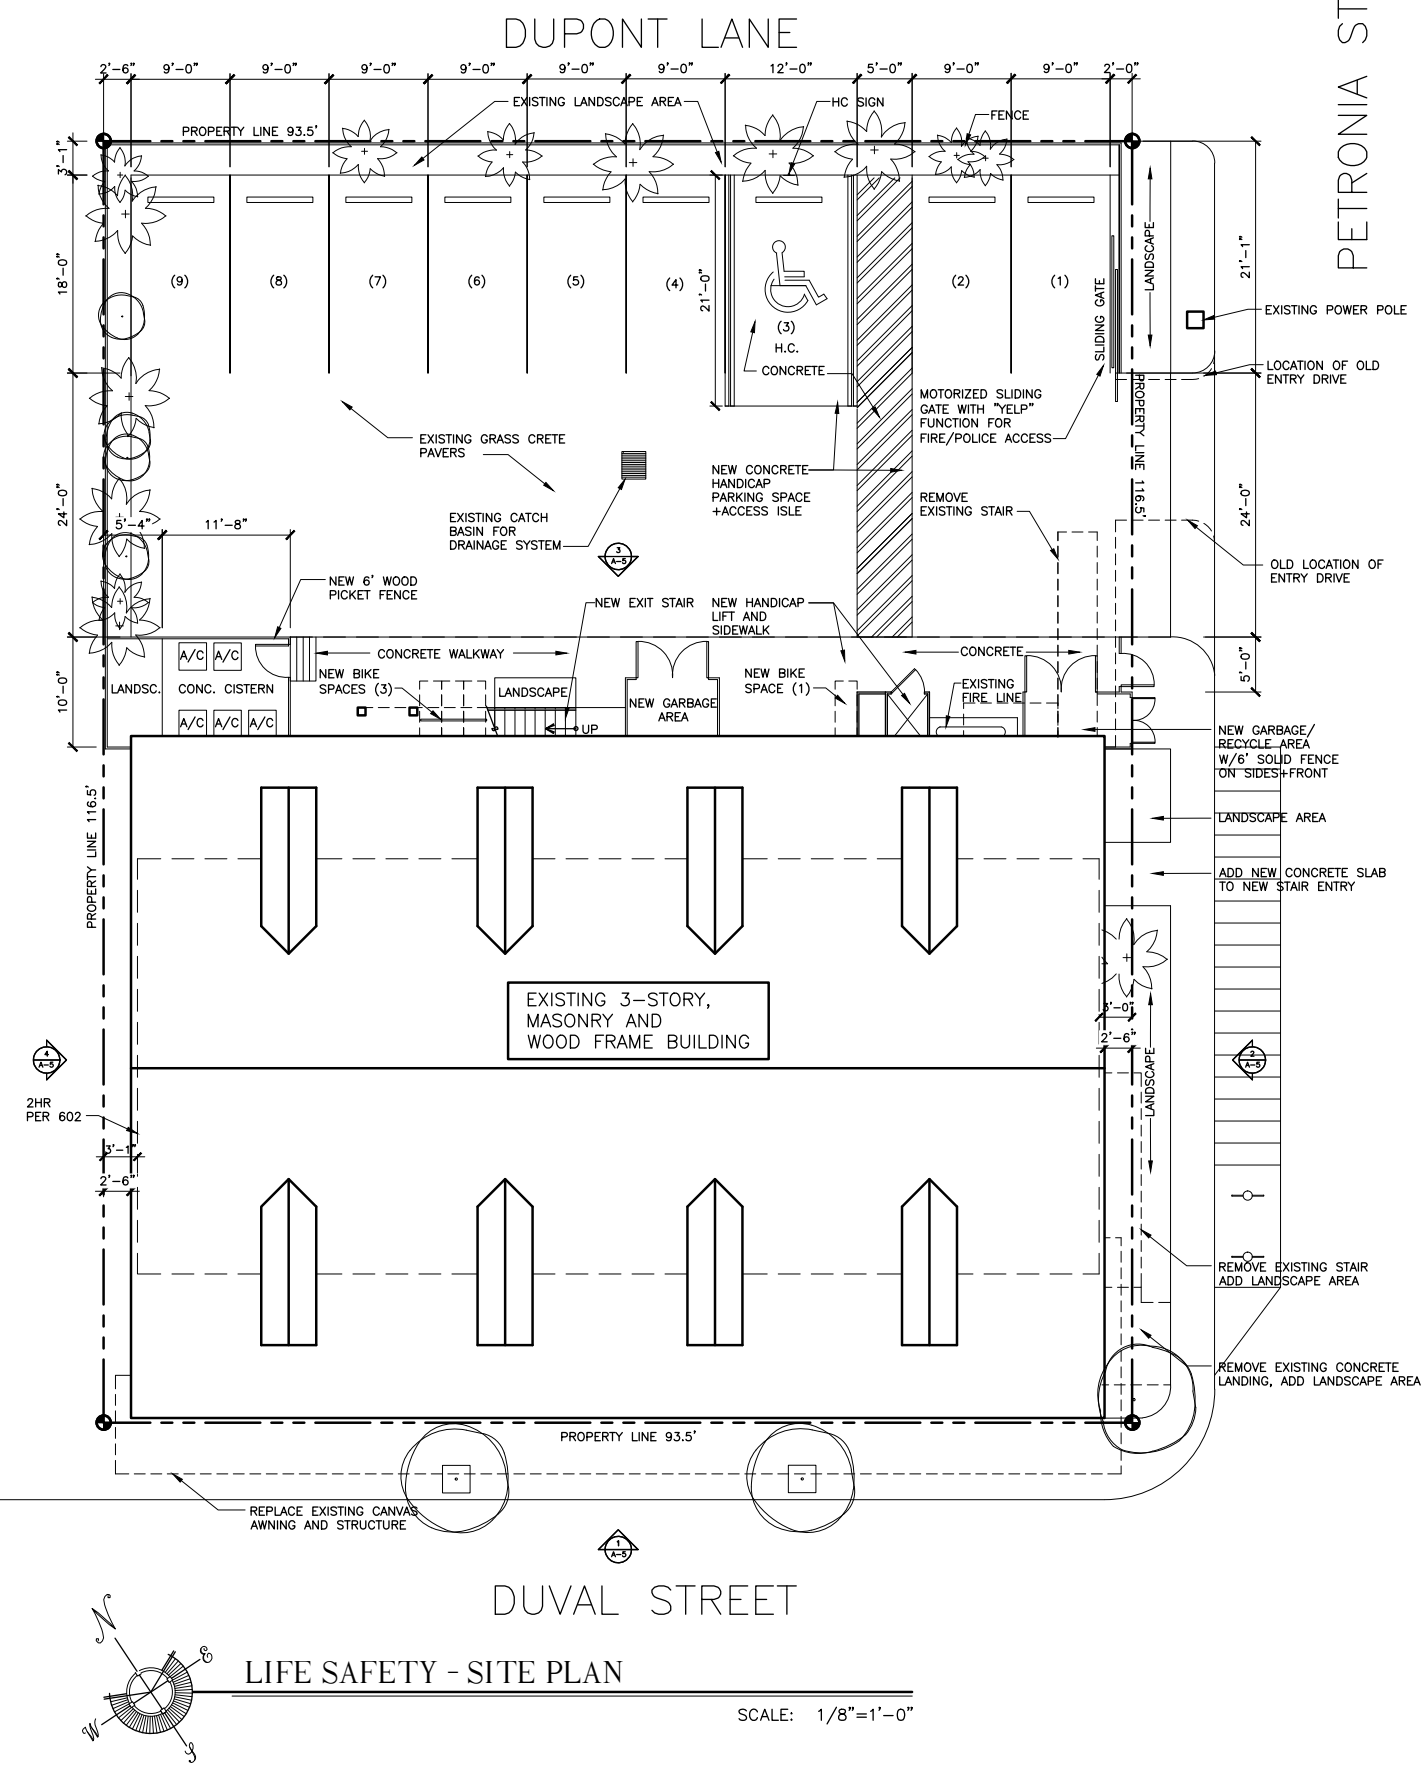 DUPONT LANE
PETRONIA ST
2'-6" 9'-0" 9'-0" 9'-0" 9'-0" 9'-0" 9'-0" 12'-0" 5'-0" 9'-0" 9'-0" 2'-0"
EXISTING LANDSCAPE AREA
HC SIGN
FENCE
PROPERTY LINE 93.5'
3'-1"
18'-0"
24'-0"
10'-0"
(9) (8) (7) (6) (5) (4)
21'-0"
(3)
H.C.
CONCRETE
(2) (1)
SLIDING GATE
LANDSCAPE
21'-1"
24'-0"
5'-0"
EXISTING POWER POLE
LOCATION OF OLD
ENTRY DRIVE
PROPERTY LINE 116.5'
MOTORIZED SLIDING
GATE WITH "YELP"
FUNCTION FOR
FIRE/POLICE ACCESS
EXISTING GRASS CRETE
PAVERS
NEW CONCRETE
HANDICAP
PARKING SPACE
+ACCESS ISLE
REMOVE
EXISTING STAIR
EXISTING CATCH
BASIN FOR
DRAINAGE SYSTEM
5'-4" 11'-8"
3
A-5
OLD LOCATION OF
ENTRY DRIVE
NEW 6' WOOD
PICKET FENCE
NEW EXIT STAIR
NEW HANDICAP
LIFT AND
SIDEWALK
A/C A/C
CONCRETE WALKWAY
CONCRETE
LANDSC.
CONC. CISTERN
NEW BIKE
SPACES (3)
LANDSCAPE
NEW GARBAGE
AREA
NEW BIKE
SPACE (1)
EXISTING
FIRE LINE
A/C A/C A/C
UP
NEW GARBAGE/
RECYCLE AREA
W/6' SOLID FENCE
ON SIDES+FRONT
PROPERTY LINE 116.5'
LANDSCAPE AREA
ADD NEW CONCRETE SLAB
TO NEW STAIR ENTRY
EXISTING 3-STORY,
MASONRY AND
WOOD FRAME BUILDING
3'-0"
2'-6"
4
A-5
2
A-5
LANDSCAPE
2HR
PER 602
3'-1"
2'-6"
REMOVE EXISTING STAIR
ADD LANDSCAPE AREA
REMOVE EXISTING CONCRETE
LANDING, ADD LANDSCAPE AREA
PROPERTY LINE 93.5'
REPLACE EXISTING CANVAS
AWNING AND STRUCTURE
1
A-5
DUVAL STREET
N
E
W
S
LIFE SAFETY - SITE PLAN
SCALE: 1/8"=1'-0"